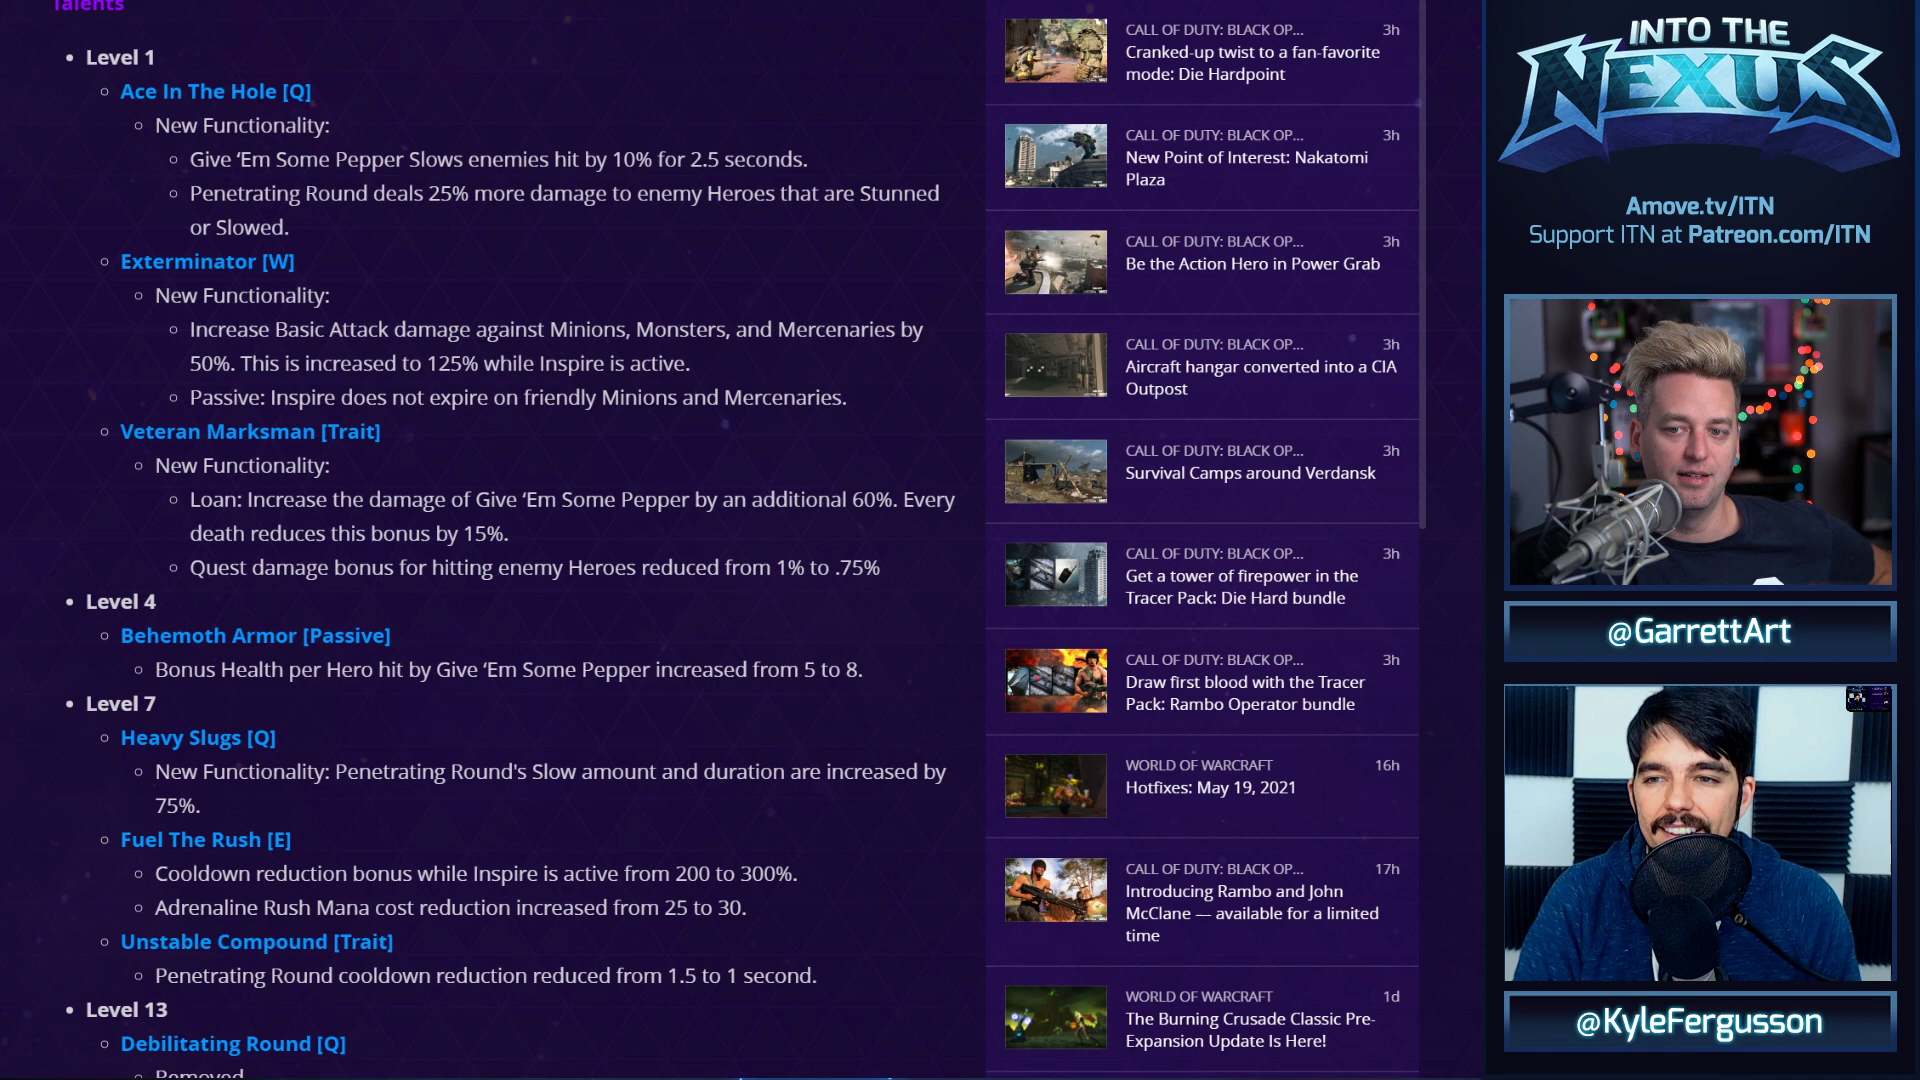 Talents
Level 1
Ace In The Hole [Q]
New Functionality:
Give ‘Em Some Pepper Slows enemies hit by 10% for 2.5 seconds.
Penetrating Round deals 25% more damage to enemy Heroes that are Stunned
or Slowed.
Exterminator [W]
New Functionality:
Increase Basic Attack damage against Minions, Monsters, and Mercenaries by
50%. This is increased to 125% while Inspire is active.
Passive: Inspire does not expire on friendly Minions and Mercenaries.
Veteran Marksman [Trait]
New Functionality:
Loan: Increase the damage of Give ‘Em Some Pepper by an additional 60%. Every
death reduces this bonus by 15%.
Quest damage bonus for hitting enemy Heroes reduced from 1% to .75%
Level 4
Behemoth Armor [Passive]
Bonus Health per Hero hit by Give ‘Em Some Pepper increased from 5 to 8.
Level 7
Heavy Slugs [Q]
New Functionality: Penetrating Round's Slow amount and duration are increased by
75%.
Fuel The Rush [E]
Cooldown reduction bonus while Inspire is active from 200 to 300%.
Adrenaline Rush Mana cost reduction increased from 25 to 30.
Unstable Compound [Trait]
Penetrating Round cooldown reduction reduced from 1.5 to 1 second.
Level 13
Debilitating Round [Q]
Removed
CALL OF DUTY: BLACK OP... 3h
Cranked-up twist to a fan-favorite
mode: Die Hardpoint
CALL OF DUTY: BLACK OP... 3h
New Point of Interest: Nakatomi
Plaza
CALL OF DUTY: BLACK OP... 3h
Be the Action Hero in Power Grab
CALL OF DUTY: BLACK OP... 3h
Aircraft hangar converted into a CIA
Outpost
CALL OF DUTY: BLACK OP... 3h
Survival Camps around Verdansk
CALL OF DUTY: BLACK OP... 3h
Get a tower of firepower in the
Tracer Pack: Die Hard bundle
CALL OF DUTY: BLACK OP... 3h
Draw first blood with the Tracer
Pack: Rambo Operator bundle
WORLD OF WARCRAFT 16h
Hotfixes: May 19, 2021
CALL OF DUTY: BLACK OP... 17h
Introducing Rambo and John
McClane — available for a limited
time
WORLD OF WARCRAFT 1d
The Burning Crusade Classic Pre-
Expansion Update Is Here!
INTO THE
NEXUS
Amove.tv/ITN
Support ITN at Patreon.com/ITN
@GarrettArt
@KyleFergusson